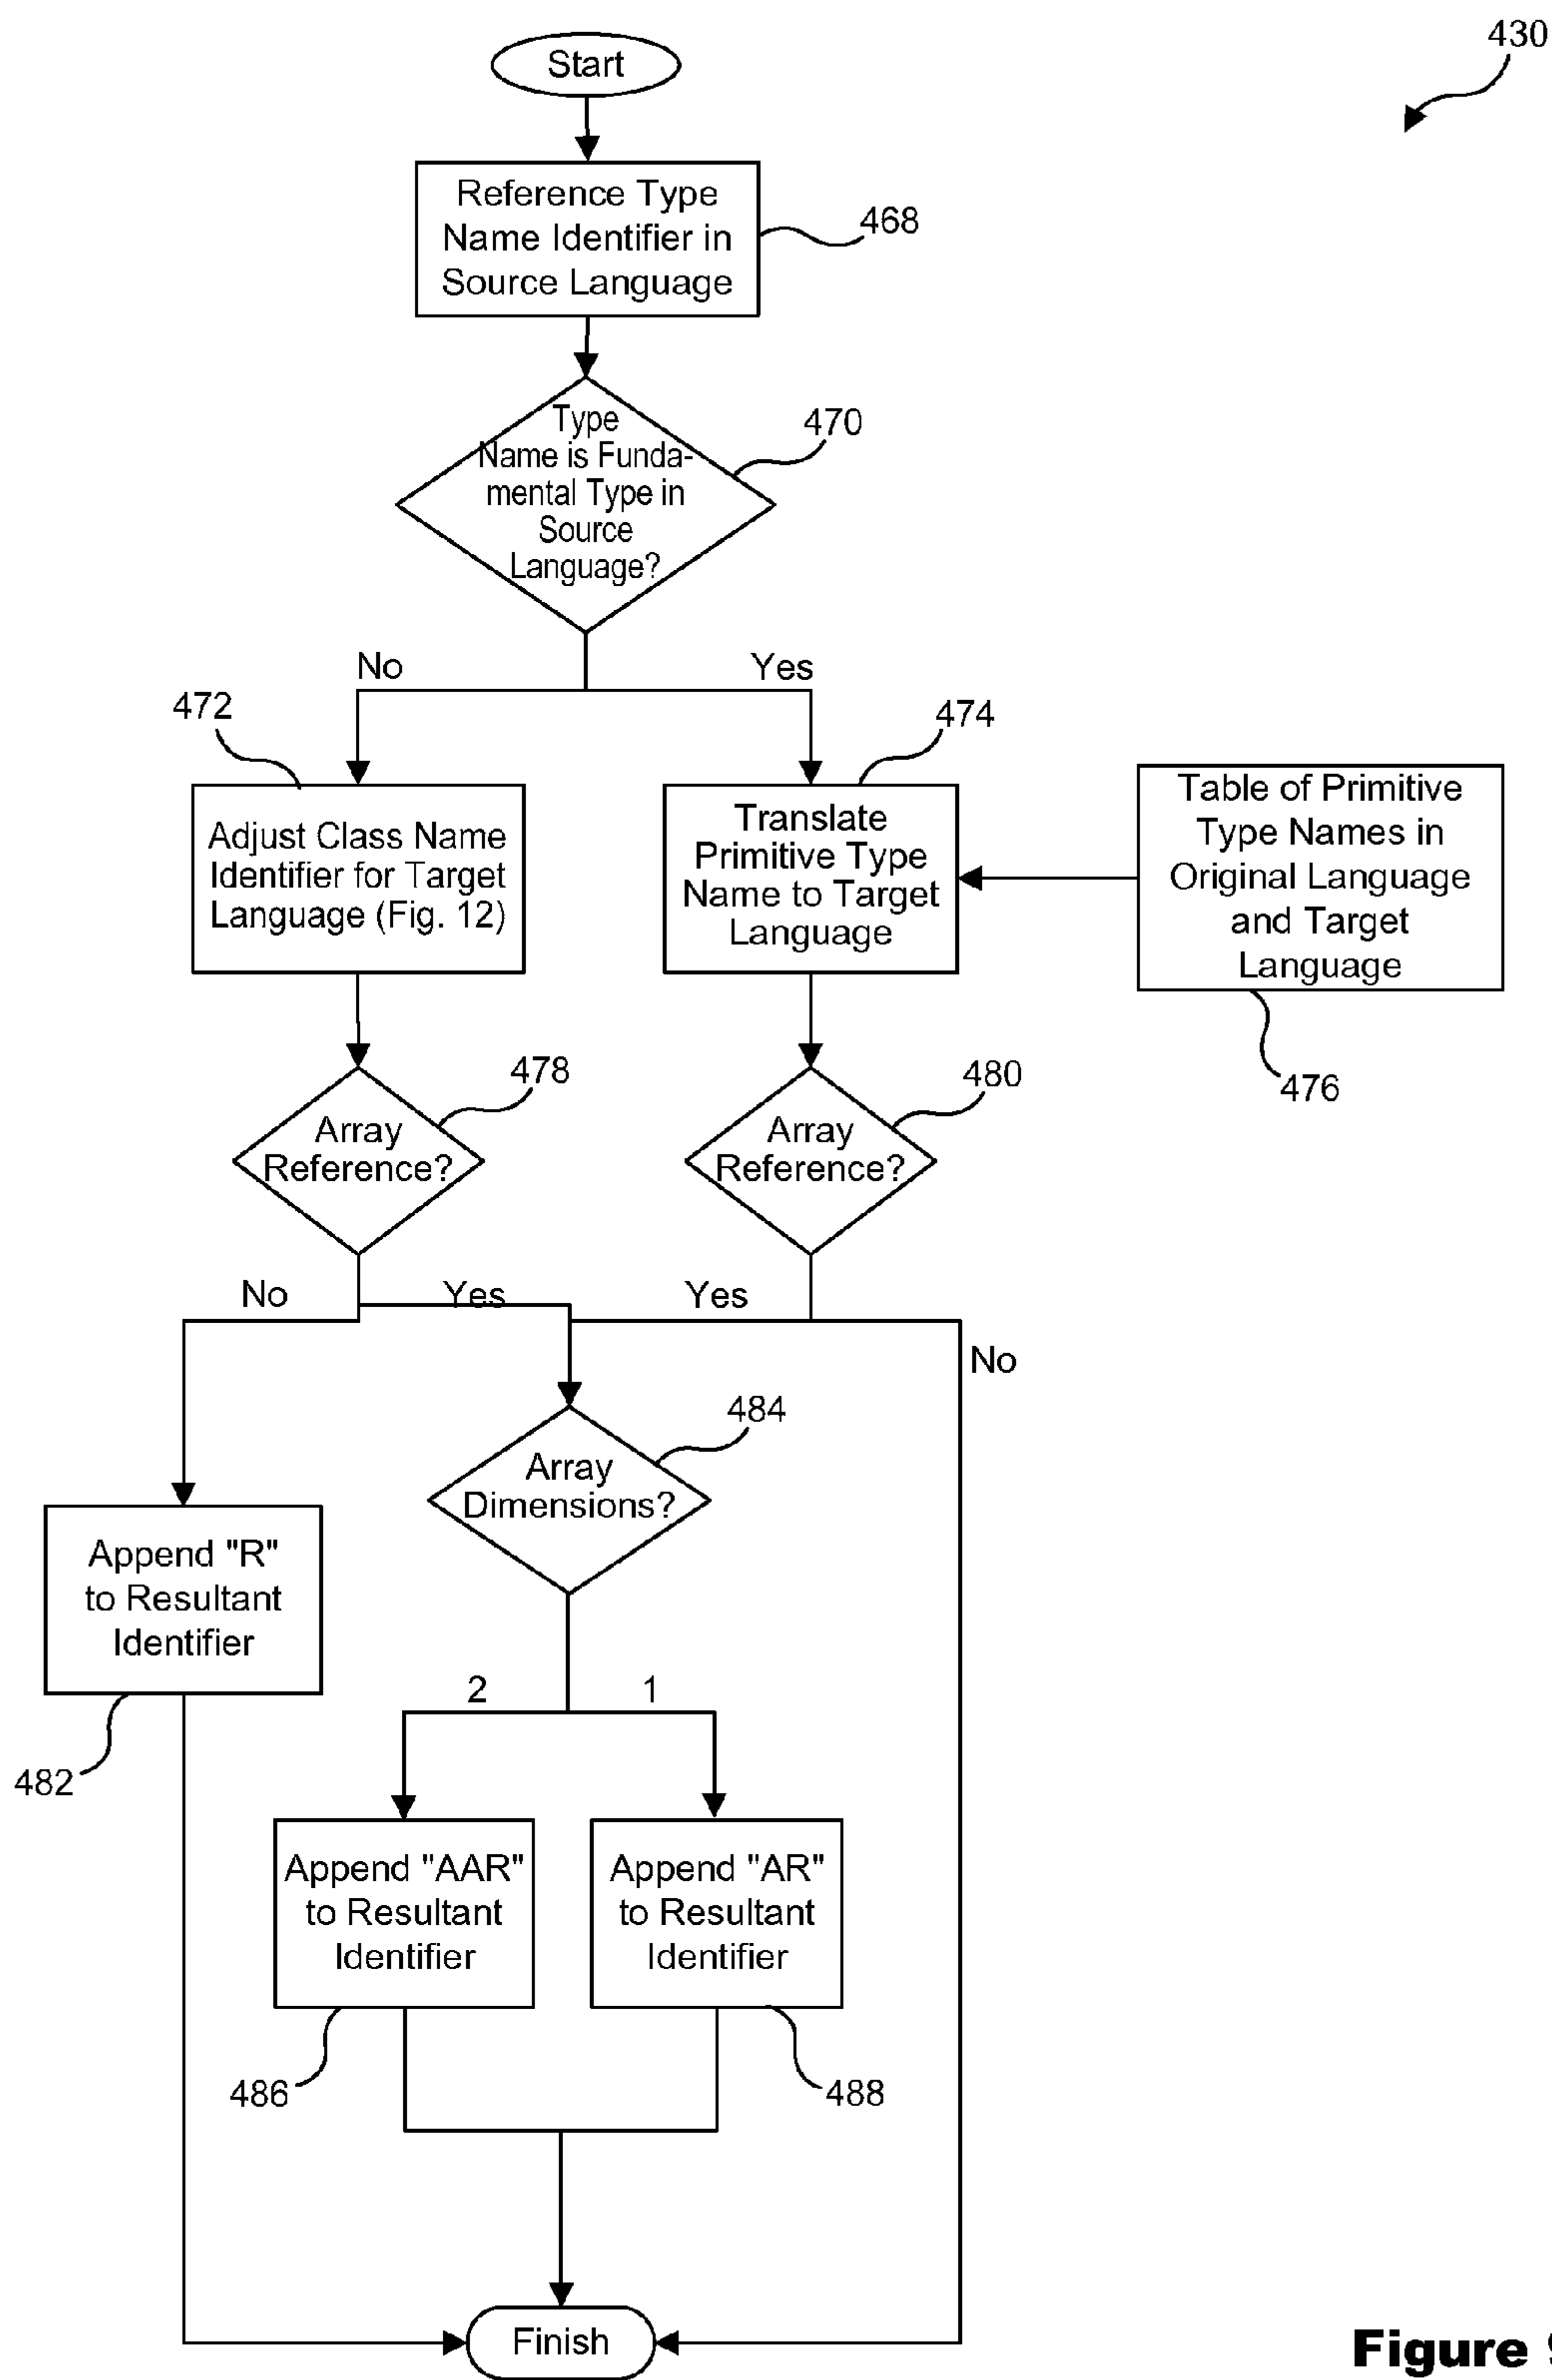 430
Start
Reference Type
Name Identifier in
Source Language
468
Type
Name is Funda-
mental Type in
Source
Language?
470
No
Yes
472
474
Adjust Class Name
Identifier for Target
Language (Fig. 12)
Translate
Primitive Type
Name to Target
Language
Table of Primitive
Type Names in
Original Language
and Target
Language
476
478
480
Array
Reference?
Array
Reference?
No
Yes
Yes
No
484
Array
Dimensions?
Append "R"
to Resultant
Identifier
482
2
1
Append "AAR"
to Resultant
Identifier
Append "AR"
to Resultant
Identifier
486
488
Finish
Figure